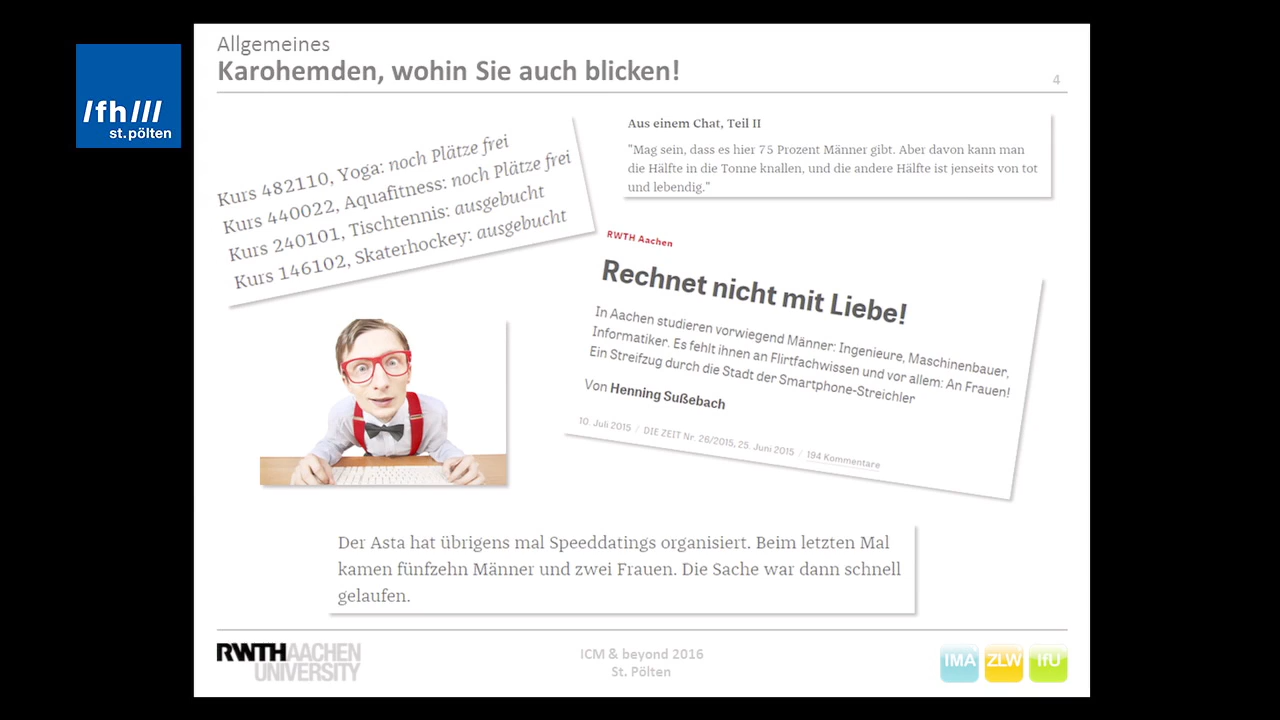 /fh///
st.pölten
Allgemeines
Karohemden, wohin Sie auch blicken!
4
Kurs 482110, Yoga: noch Plätze frei
Kurs 440022, Aquafitness: noch Plätze frei
Kurs 240101, Tischtennis: ausgebucht
Kurs 146102, Skaterhockey: ausgebucht
Aus einem Chat, Teil II
"Mag sein, dass es hier 75 Prozent Männer gibt. Aber davon kann man
die Hälfte in die Tonne knallen, und die andere Hälfte ist jenseits von tot
und lebendig."
RWTH Aachen
Rechnet nicht mit Liebe!
In Aachen studieren vorwiegend Männer: Ingenieure, Maschinenbauer,
Informatiker. Es fehlt ihnen an Flirtfachwissen und vor allem: An Frauen!
Ein Streifzug durch die Stadt der Smartphone-Streichler
Von Henning Sußebach
10. Juli 2015 / DIE ZEIT Nr. 26/2015, 25. Juni 2015 / 194 Kommentare
Der Asta hat übrigens mal Speeddatings organisiert. Beim letzten Mal
kamen fünfzehn Männer und zwei Frauen. Die Sache war dann schnell
gelaufen.
RWTHAACHEN
UNIVERSITY
ICM & beyond 2016
St. Pölten
IMA ZLW IfU